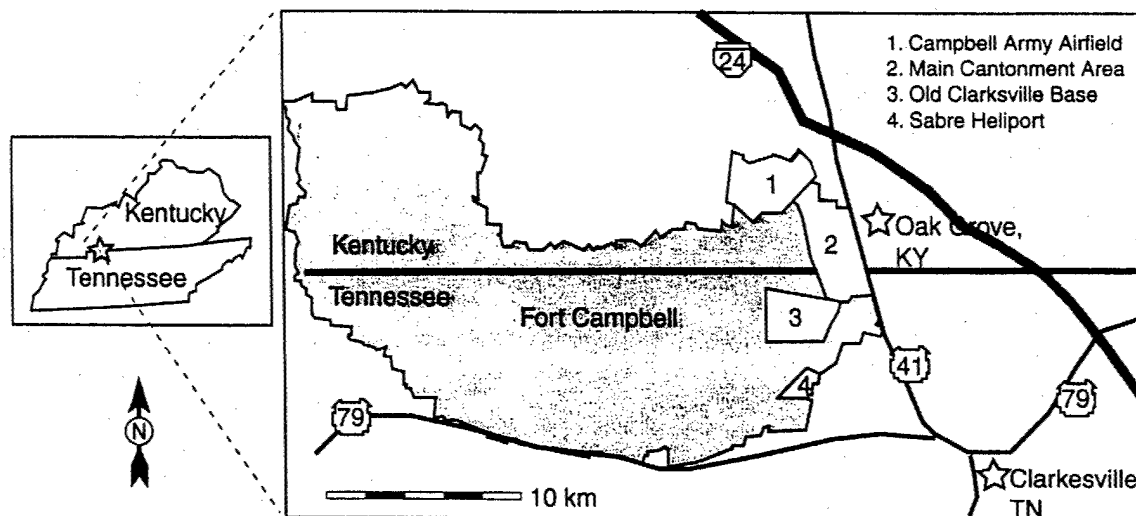 24
1. Campbell Army Airfield
2. Main Cantonment Area
3. Old Clarksville Base
4. Sabre Heliport
Kentucky
Tennessee
1
2
Oak Grove,
KY
Kentucky
Tennessee
Fort Campbell
3
4
41
79
79
N
10 km
Clarkesville
TN